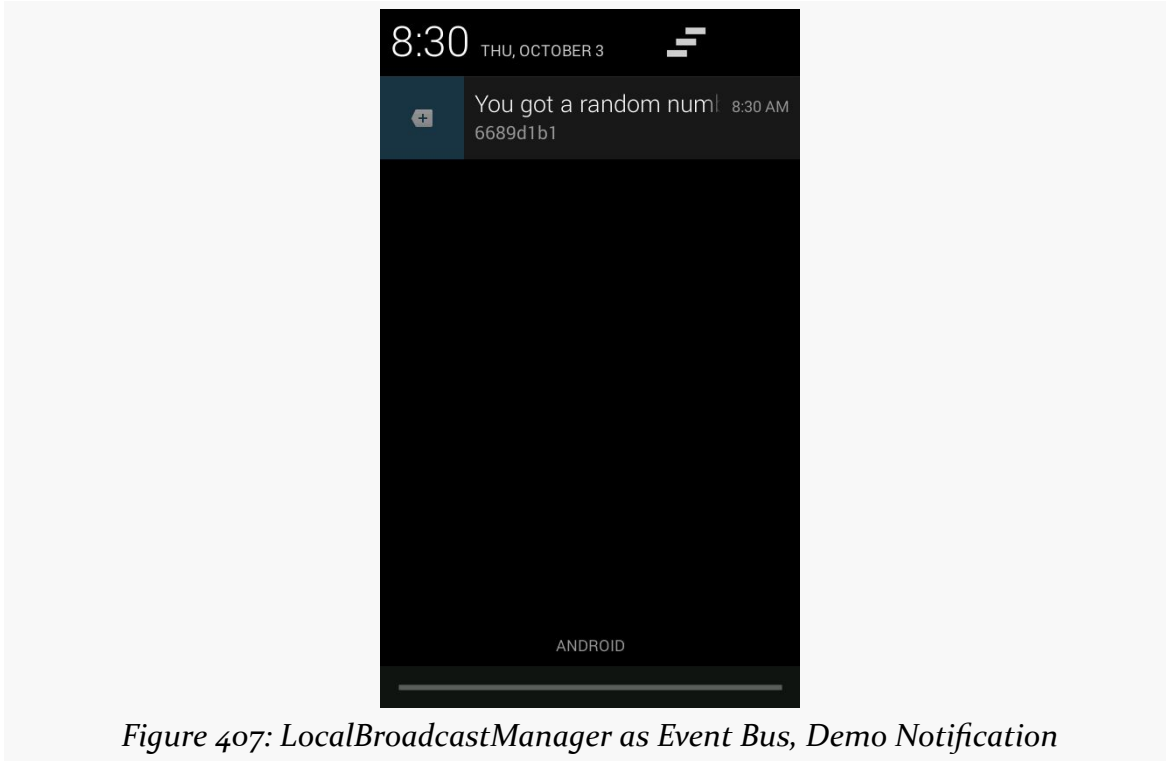 8:30 THU, OCTOBER 3
You got a random num 8:30 AM
6689d1b1
ANDROID
Figure 407: LocalBroadcastManager as Event Bus, Demo Notification